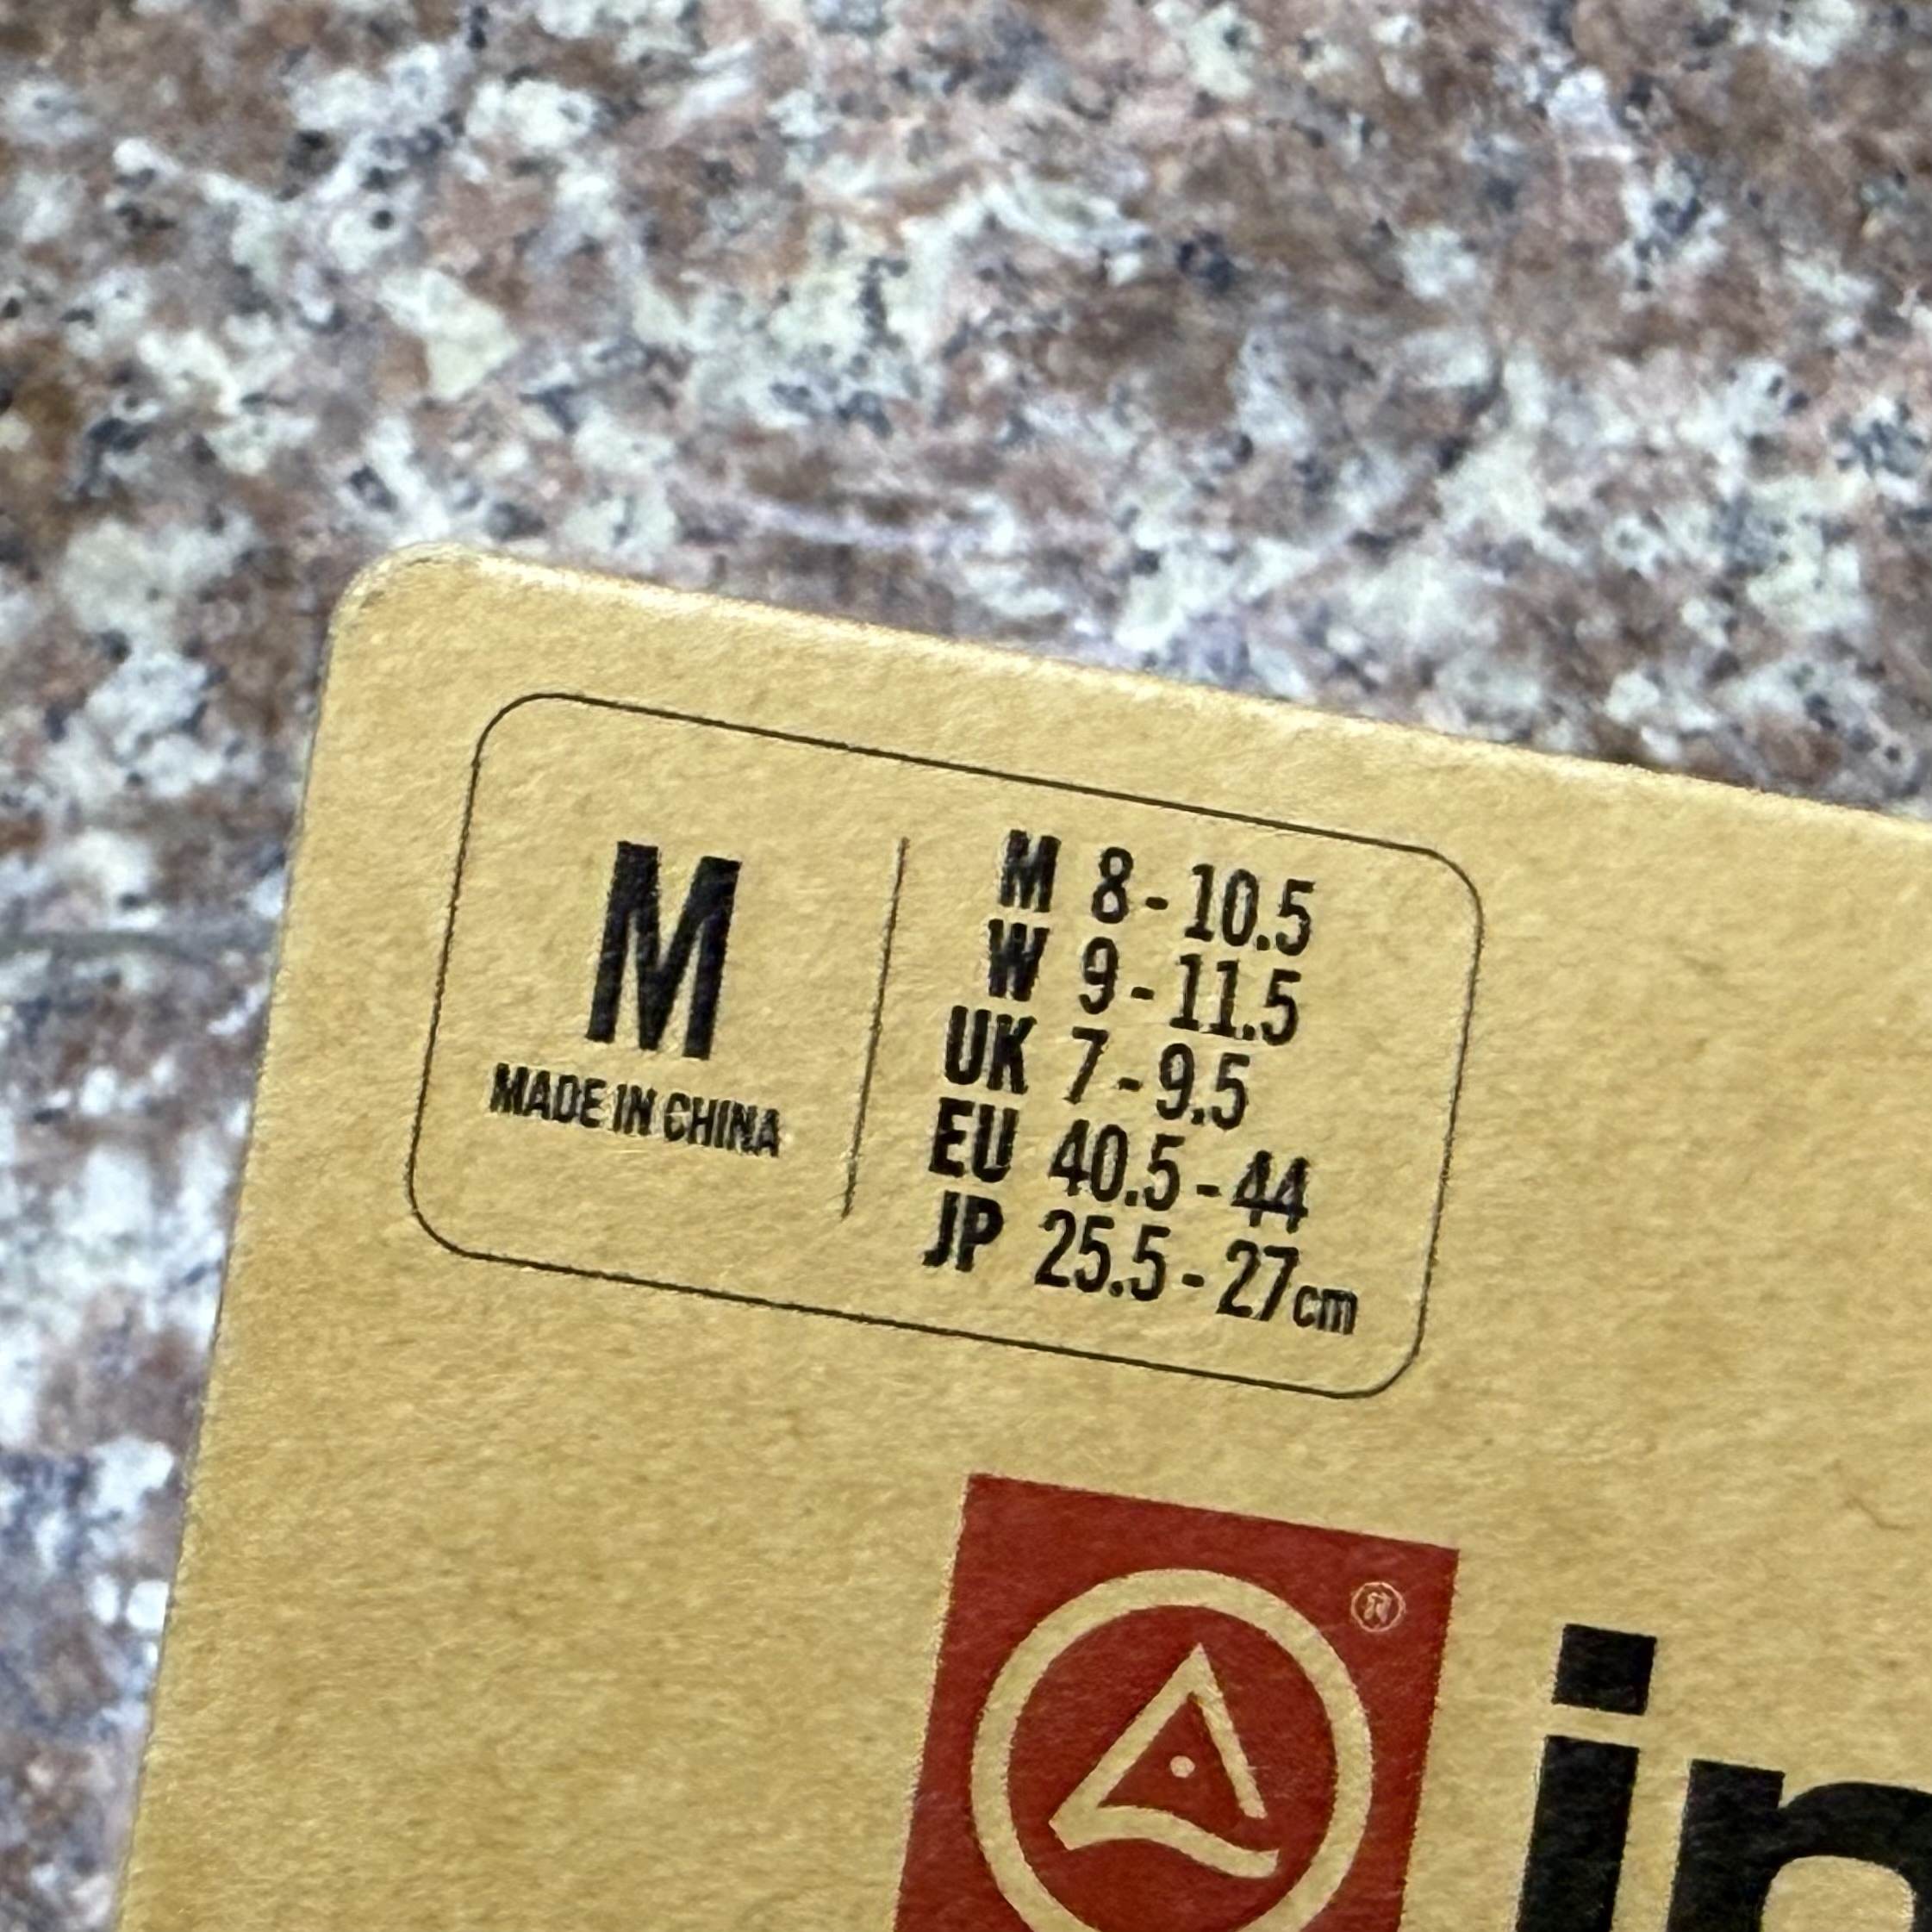 M
MADE IN CHINA
M 8-10.5
W 9-11.5
UK 7-9.5
EU 40.5-44
JP 25.5-27cm
®
in